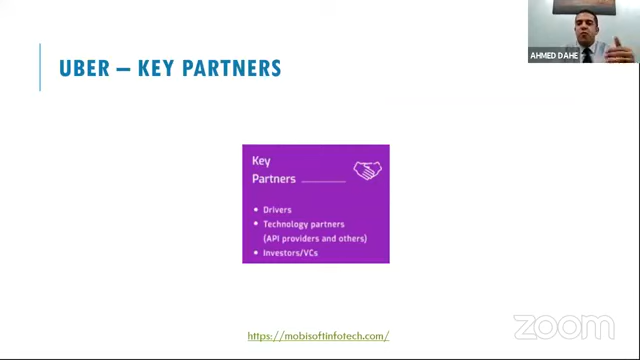 AHMED DAHE
UBER – KEY PARTNERS
Key
Partners
Drivers
Technology partners
(API providers and others)
Investors/VCs
https://mobisoftinfotech.com/
zoom